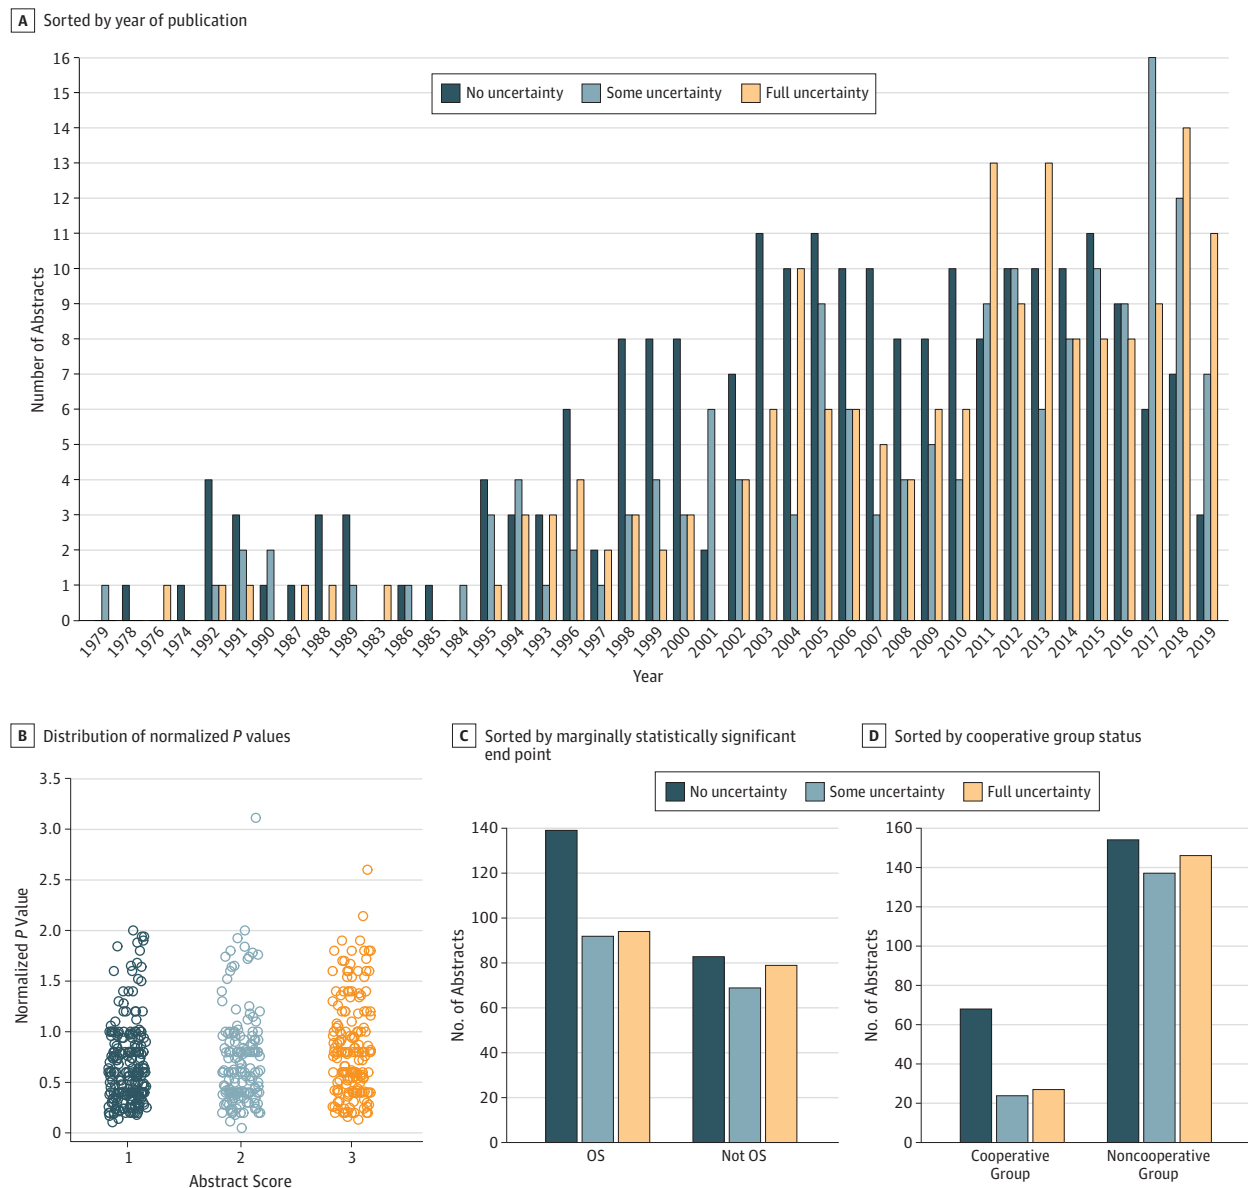 A Sorted by year of publication
16
15
14
13
12
11
10
9
8
7
6
5
4
3
2
1
0
Number of Abstracts
No uncertainty Some uncertainty Full uncertainty
1979 1978 1976 1974 1992 1991 1990 1987 1988 1989 1983 1986 1985 1984 1995 1994 1993 1996 1997 1998 1999 2000 2001 2002 2003 2004 2005 2006 2007 2008 2009 2010 2011 2012 2013 2014 2015 2016 2017 2018 2019
Year
B Distribution of normalized P values
3.5
3.0
2.5
2.0
1.5
1.0
0.5
0
Normalized P Value
1 2 3
Abstract Score
C Sorted by marginally statistically significant
end point
D Sorted by cooperative group status
No uncertainty Some uncertainty Full uncertainty
140
120
100
80
60
40
20
0
No. of Abstracts
OS Not OS
160
140
120
100
80
60
40
20
0
No. of Abstracts
Cooperative
Group
Noncooperative
Group